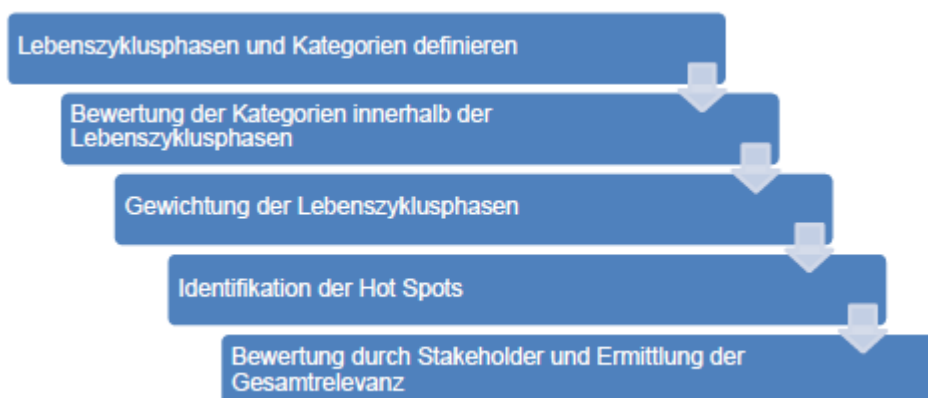 Lebenszyklusphasen und Kategorien definieren
Bewertung der Kategorien innerhalb der
Lebenszyklusphasen
Gewichtung der Lebenszyklusphasen
Identifikation der Hot Spots
Bewertung durch Stakeholder und Ermittlung der
Gesamtrelevanz